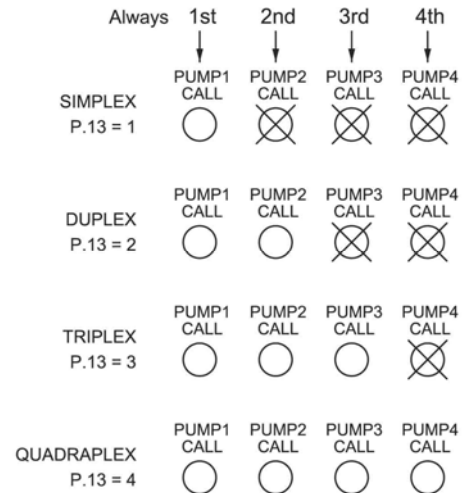 Always 1st 2nd 3rd 4th
PUMP1 PUMP2 PUMP3 PUMP4
CALL CALL CALL CALL
SIMPLEX
P.13 = 1
PUMP1 PUMP2 PUMP3 PUMP4
CALL CALL CALL CALL
DUPLEX
P.13 = 2
PUMP1 PUMP2 PUMP3 PUMP4
CALL CALL CALL CALL
TRIPLEX
P.13 = 3
PUMP1 PUMP2 PUMP3 PUMP4
CALL CALL CALL CALL
QUADRAPLEX
P.13 = 4